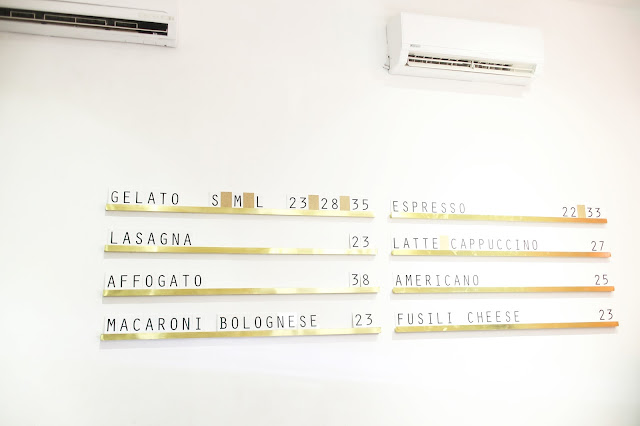 GELATO S M L 23 28 35
LASAGNA 23
AFFOGATO 38
MACARONI BOLOGNESE 23
ESPRESSO 22 33
LATTE CAPPUCCINO 27
AMERICANO 25
FUSILI CHEESE 23